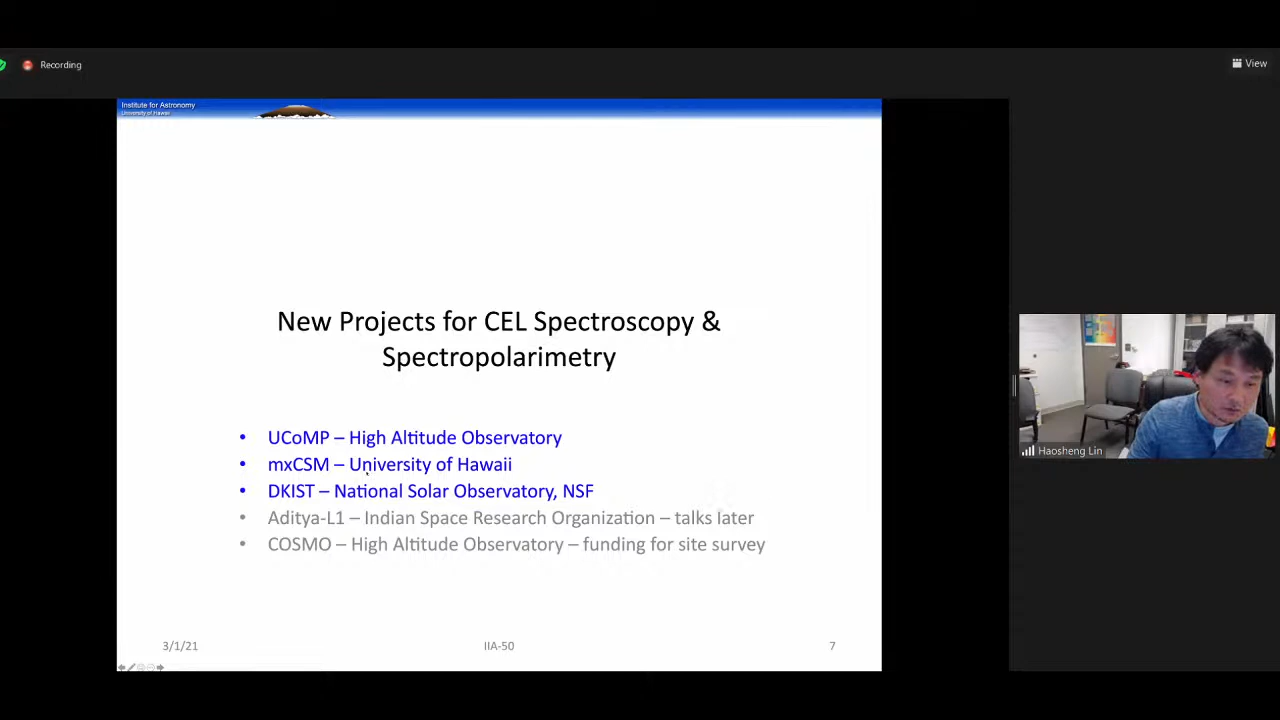 Recording
View
Institute for Astronomy
University of Hawaii
New Projects for CEL Spectroscopy &
Spectropolarimetry
• UCoMP – High Altitude Observatory
• mxCSM – University of Hawaii
• DKIST – National Solar Observatory, NSF
• Aditya-L1 – Indian Space Research Organization – talks later
• COSMO – High Altitude Observatory – funding for site survey
Haosheng Lin
3/1/21 IIA-50 7